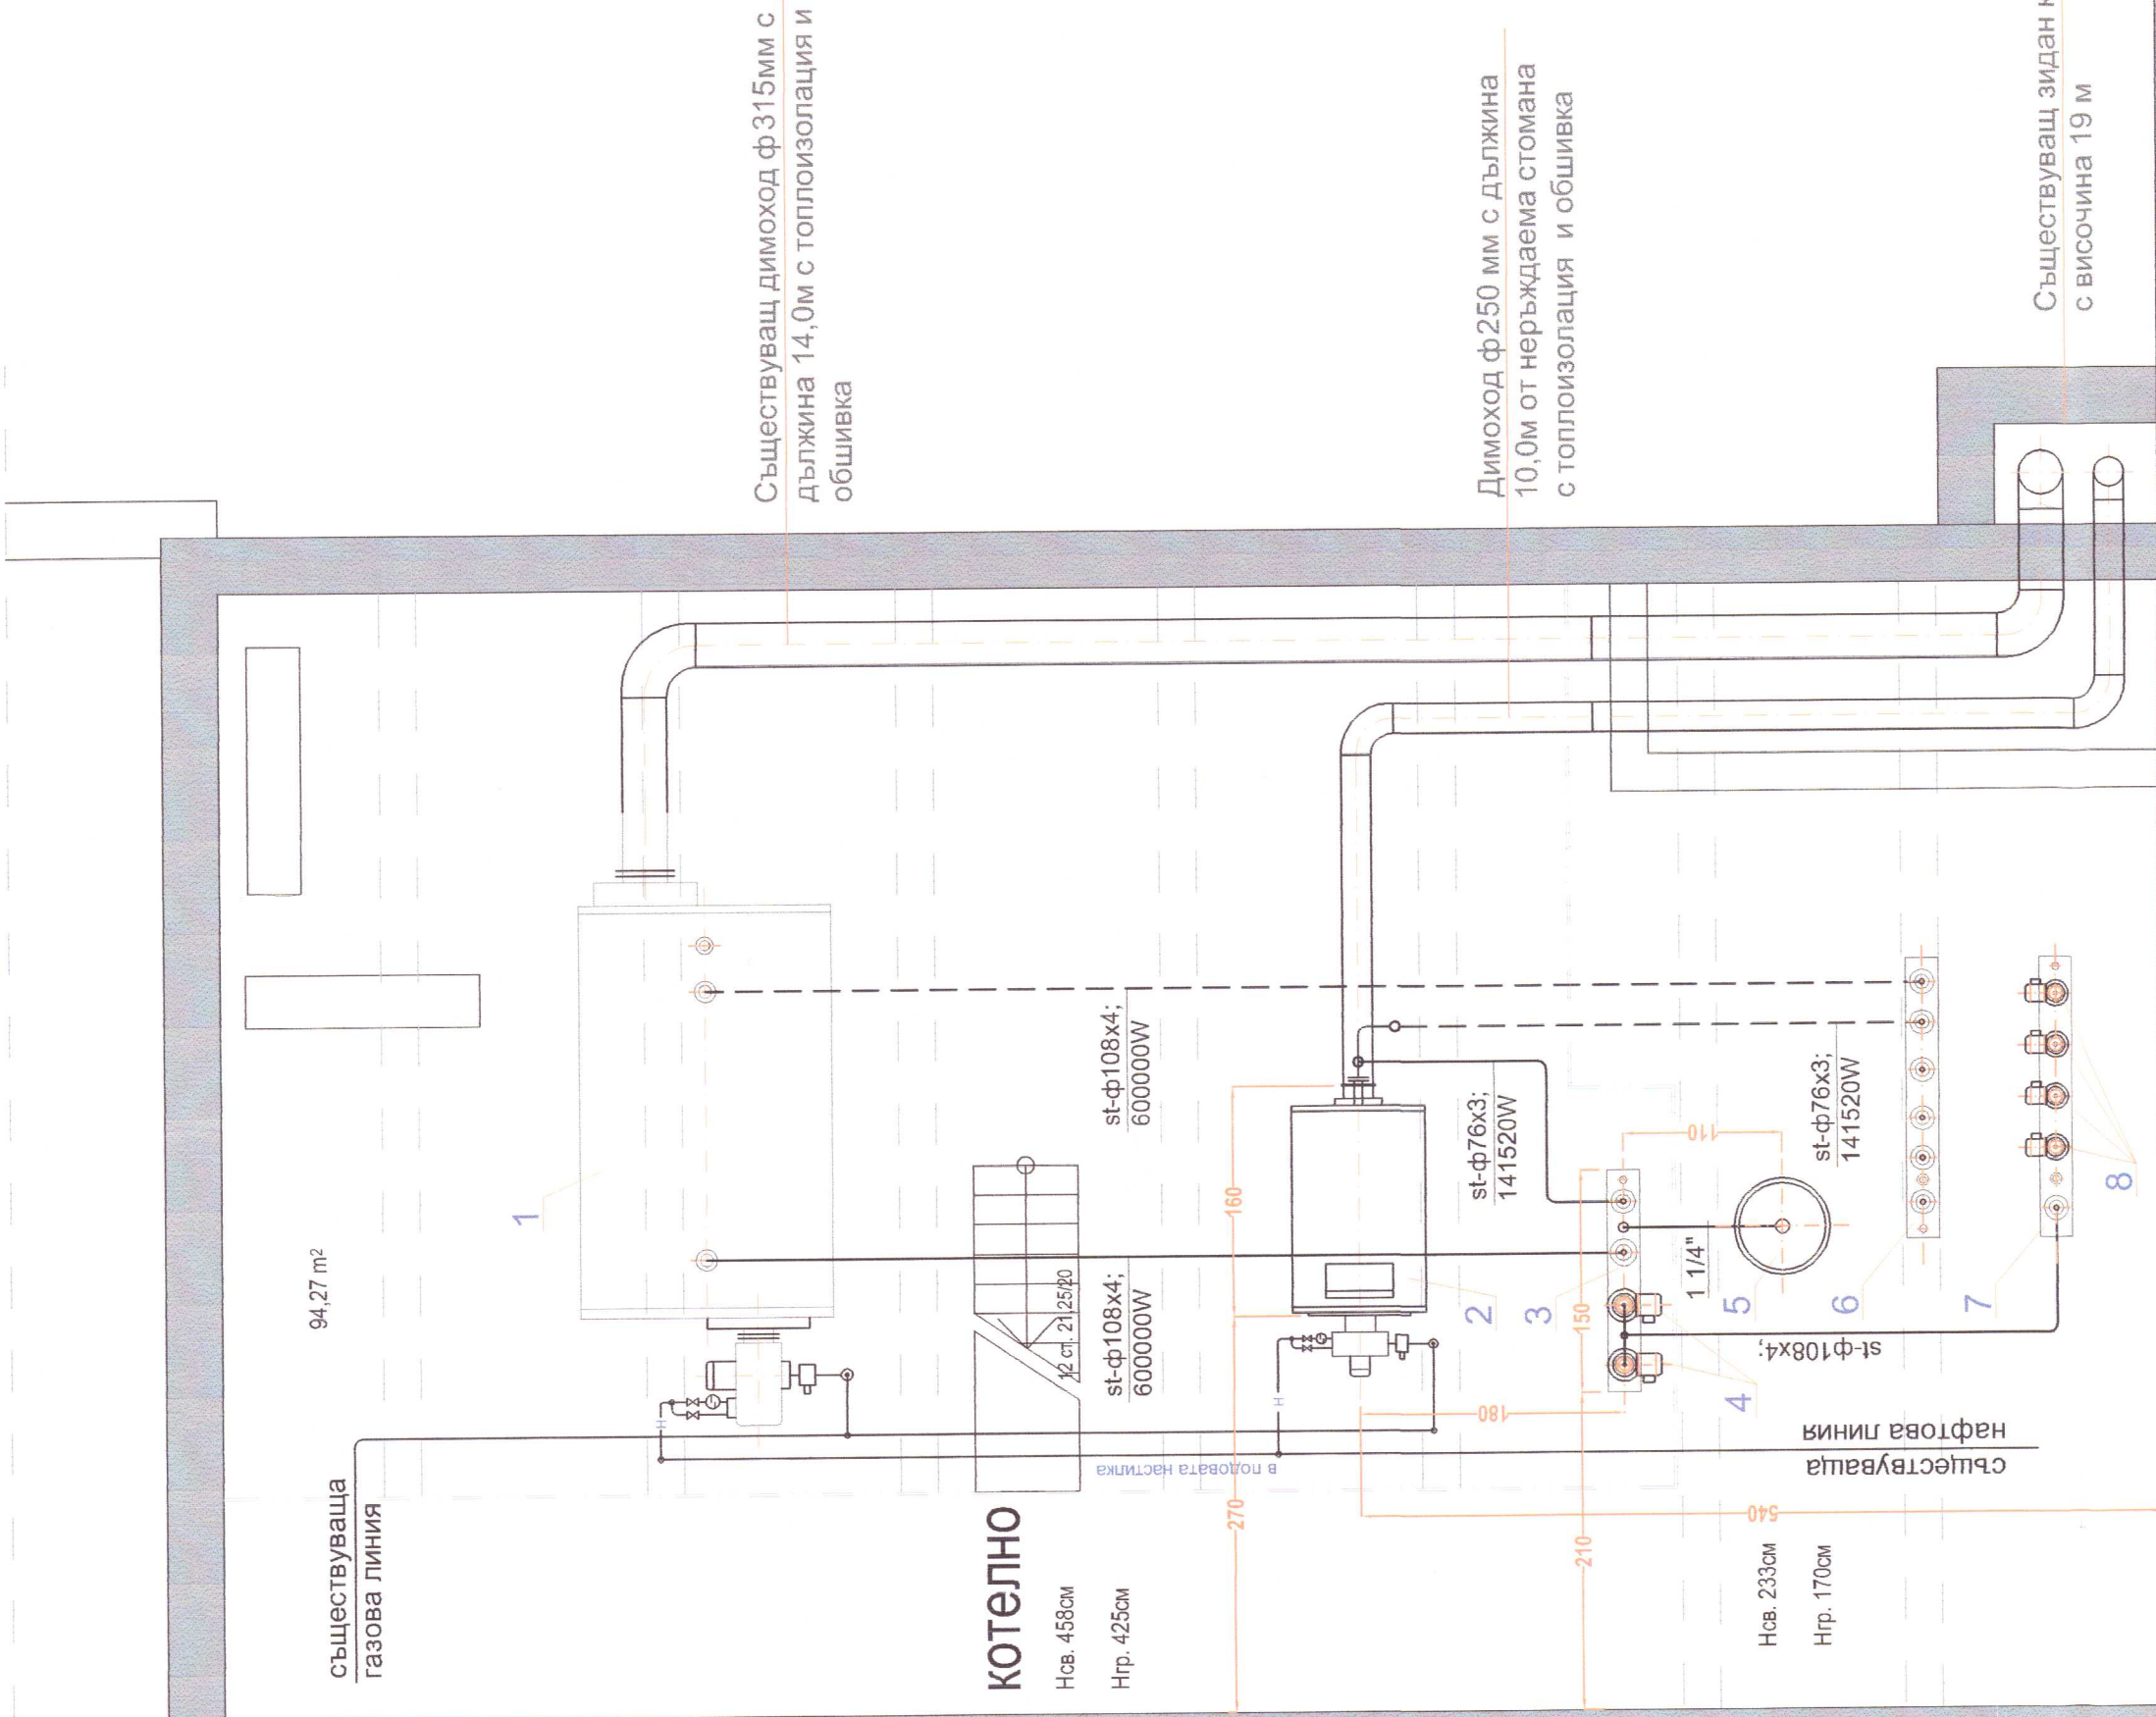 съществуваща
газова линия
94,27 m²
1
Съществуващ димоход ф315мм с
дължина 14,0м с топлоизолация и
обшивка
КОТЕЛНО
Нсв. 458см
Нгр. 425см
12 ст. 21,25/20
st-ф108x4;
600000W
st-ф108x4;
600000W
в подовата настилка
Н
Н
270
160
2
180
st-ф76x3;
141520W
Димоход ф250 мм с дължина
10,0м от неръждаема стомана
с топлоизолация и обшивка
3
210
150
110
4
1 1/4"
5
540
Нсв. 233см
Нгр. 170см
съществуваща
нафтова линия
st-ф76x3;
141520W
6
st-ф108x4;
7
8
Съществуващ зидан
с височина 19 м